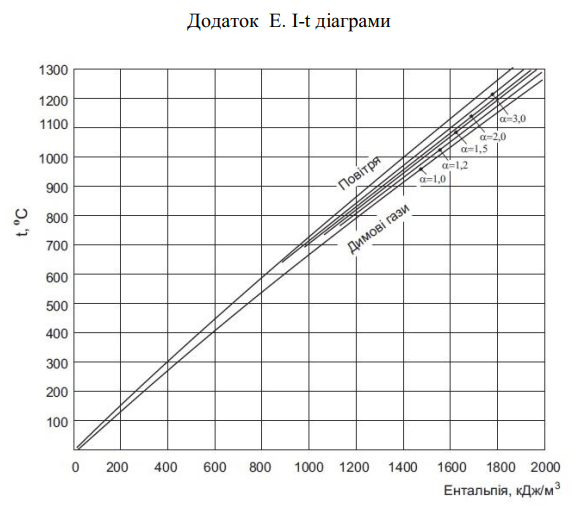 Додаток Е. I-t діаграми
1300
1200
1100
1000
900
800
700
600
500
400
300
200
100
t, ºC
Повітря
Димові гази
α=3,0
α=2,0
α=1,5
α=1,2
α=1,0
0 200 400 600 800 1000 1200 1400 1600 1800 2000
Ентальпія, кДж/м³